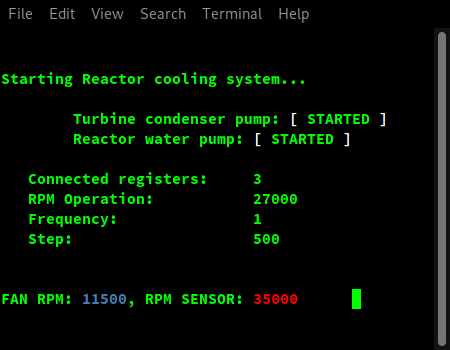 File Edit View Search Terminal Help
Starting Reactor cooling system...
Turbine condenser pump: [ STARTED ]
Reactor water pump: [ STARTED ]
Connected registers: 3
RPM Operation: 27000
Frequency: 1
Step: 500
FAN RPM: 11500, RPM SENSOR: 35000